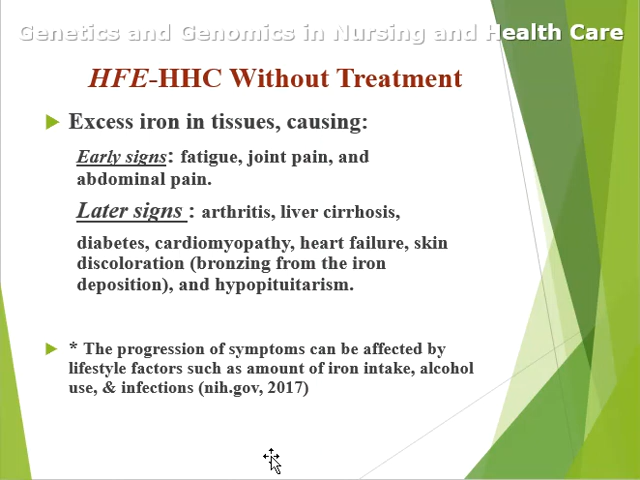 Genetics and Genomics in Nursing and Health Care
HFE-HHC Without Treatment
Excess iron in tissues, causing:
Early signs: fatigue, joint pain, and
abdominal pain.
Later signs : arthritis, liver cirrhosis,
diabetes, cardiomyopathy, heart failure, skin
discoloration (bronzing from the iron
deposition), and hypopituitarism.
* The progression of symptoms can be affected by
lifestyle factors such as amount of iron intake, alcohol
use, & infections (nih.gov, 2017)